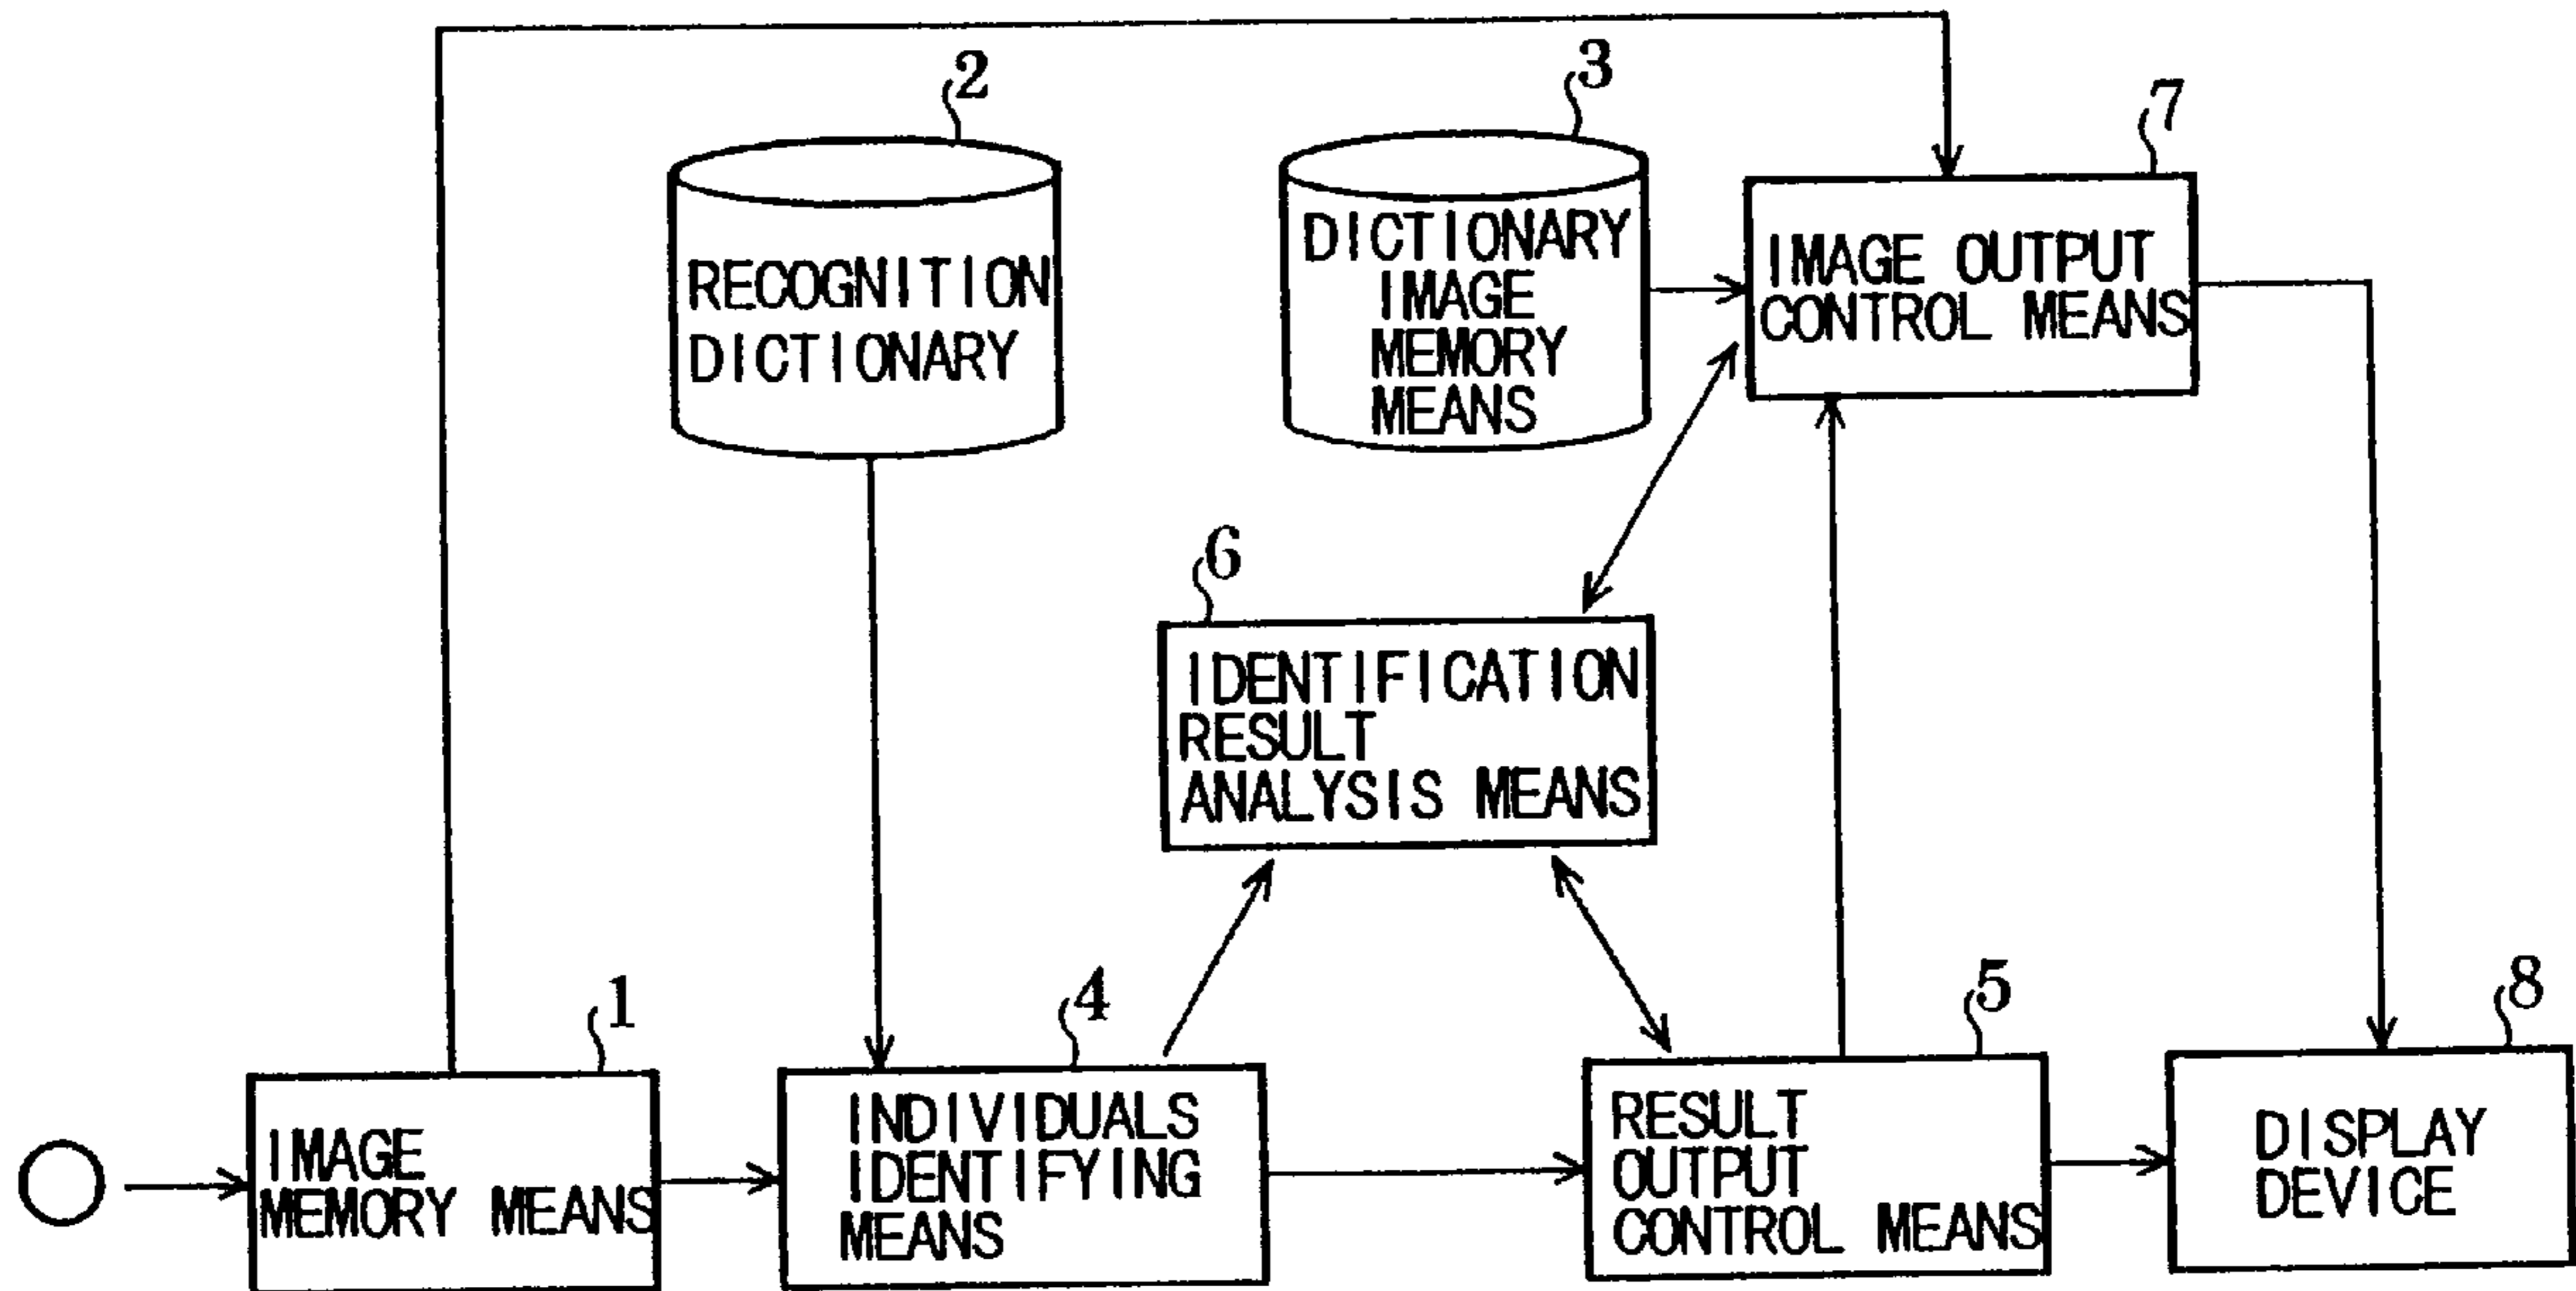 2
RECOGNITION
DICTIONARY
3
DICTIONARY
IMAGE
MEMORY
MEANS
7
IMAGE OUTPUT
CONTROL MEANS
6
IDENTIFICATION
RESULT
ANALYSIS MEANS
1
IMAGE
MEMORY MEANS
4
INDIVIDUALS
IDENTIFYING
MEANS
5
RESULT
OUTPUT
CONTROL MEANS
8
DISPLAY
DEVICE